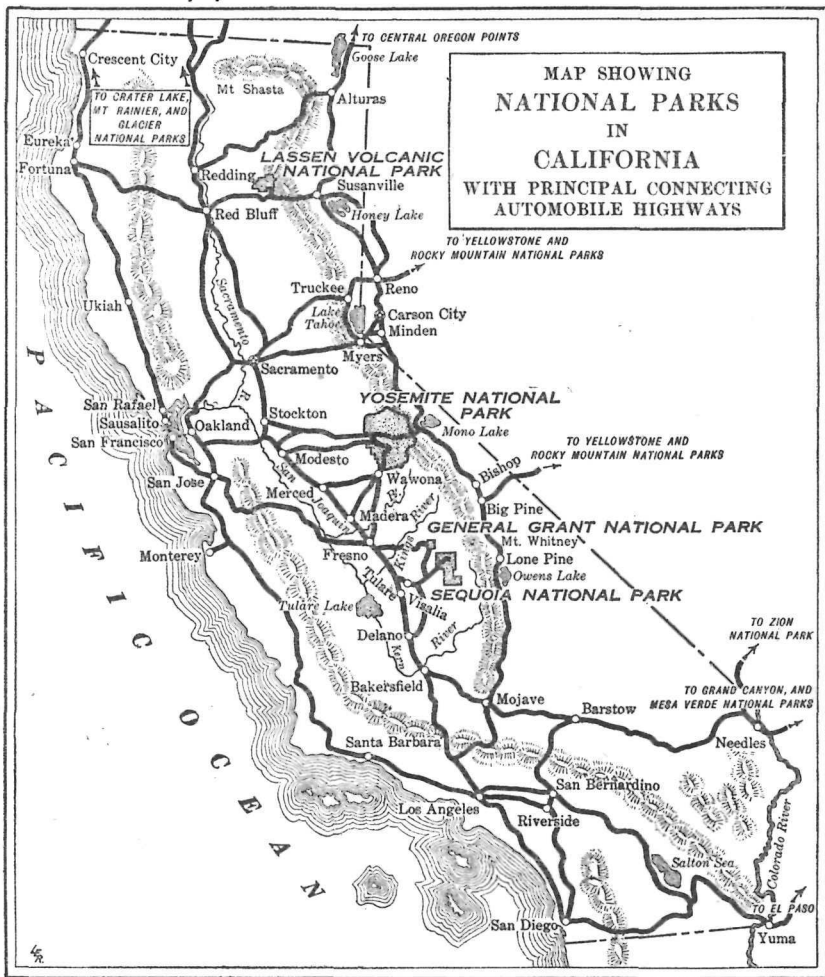 MAP SHOWING
NATIONAL PARKS
IN
CALIFORNIA
WITH PRINCIPAL CONNECTING
AUTOMOBILE HIGHWAYS
TO CENTRAL OREGON
POINTS
Goose Lake
Crescent City
Mt Shasta
Alturas
TO CRATER LAKE,
MT RAINIER, AND
GLACIER
NATIONAL PARKS
Eureka
Fortuna
Redding
LASSEN VOLCANIC
NATIONAL PARK
Susanville
Red Bluff
Honey Lake
TO YELLOWSTONE AND
ROCKY MOUNTAIN NATIONAL PARKS
Truckee
Reno
Ukiah
Sacramento
R.
Lake
Tahoe
Carson City
Minden
Myers
Sacramento
YOSEMITE NATIONAL
PARK
San Rafael
Sausalito
San Francisco
Oakland
Stockton
Mono Lake
TO YELLOWSTONE AND
ROCKY MOUNTAIN NATIONAL PARKS
Modesto
Wawona
Bishop
San Jose
San Joaquin
R.
Merced
Big Pine
Madera
GENERAL GRANT NATIONAL PARK
Mt. Whitney
Monterey
Fresno
Kings River
Lone Pine
Owens Lake
Tulare
SEQUOIA NATIONAL PARK
Visalia
Tulare Lake
Delano
Kern River
TO ZION
NATIONAL PARK
Bakersfield
Mojave
TO GRAND CANYON, AND
MESA VERDE NATIONAL PARKS
Barstow
Needles
Santa Barbara
San Bernardino
Los Angeles
Riverside
Salton Sea
Colorado River
TO EL PASO
San Diego
Yuma
PACIFIC OCEAN